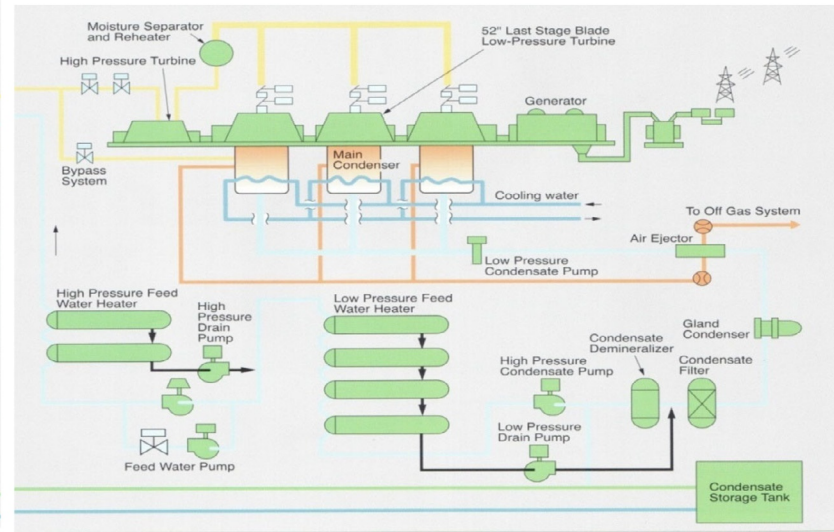 Moisture Separator
and Reheater
High Pressure Turbine
52" Last Stage Blade
Low-Pressure Turbine
Generator
Bypass
System
Main
Condenser
Cooling water
To Off Gas System
Air Ejector
Low Pressure
Condensate Pump
High Pressure Feed
Water Heater
High
Pressure
Drain
Pump
Low Pressure Feed
Water Heater
Gland
Condenser
Condensate
Demineralizer
Condensate
Filter
High Pressure
Condensate Pump
Low Pressure
Drain Pump
Feed Water Pump
Condensate
Storage Tank